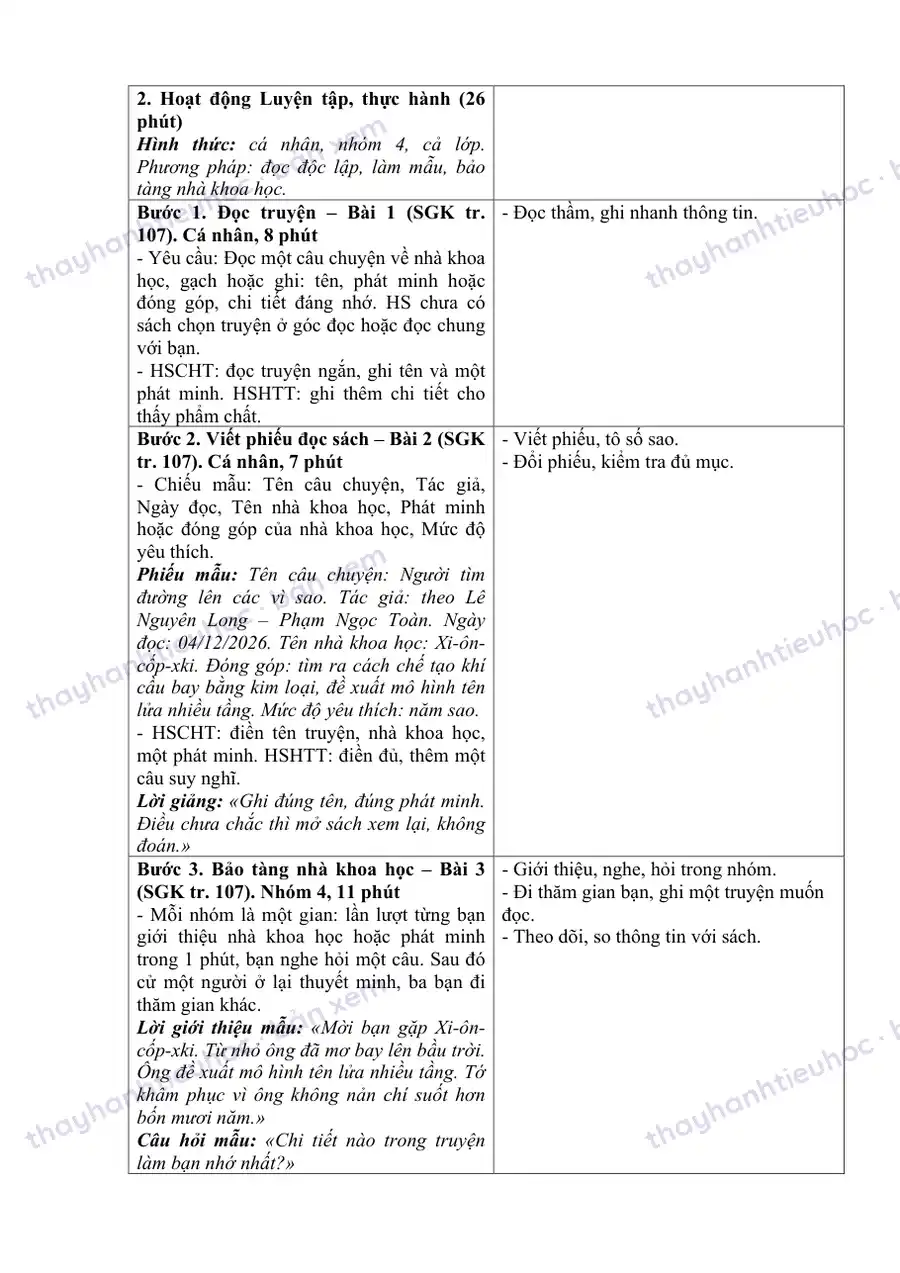 2. Hoạt động Luyện tập, thực hành (26
phút)
Hình thức: cá nhân, nhóm 4, cả lớp.
Phương pháp: đọc độc lập, làm mẫu, bảo
tàng nhà khoa học.
Bước 1. Đọc truyện – Bài 1 (SGK tr.
107). Cá nhân, 8 phút
- Yêu cầu: Đọc một câu chuyện về nhà khoa
học, gạch hoặc ghi: tên, phát minh hoặc
đóng góp, chi tiết đáng nhớ. HS chưa có
sách chọn truyện ở góc đọc hoặc đọc chung
với bạn.
- HSCHT: đọc truyện ngắn, ghi tên và một
phát minh. HSHTT: ghi thêm chi tiết cho
thấy phẩm chất.
- Đọc thầm, ghi nhanh thông tin.
Bước 2. Viết phiếu đọc sách – Bài 2 (SGK
tr. 107). Cá nhân, 7 phút
- Chiếu mẫu: Tên câu chuyện, Tác giả,
Ngày đọc, Tên nhà khoa học, Phát minh
hoặc đóng góp của nhà khoa học, Mức độ
yêu thích.
Phiếu mẫu: Tên câu chuyện: Người tìm
đường lên các vì sao. Tác giả: theo Lê
Nguyên Long – Phạm Ngọc Toàn. Ngày
đọc: 04/12/2026. Tên nhà khoa học: Xi-ôn-
cốp-xki. Đóng góp: tìm ra cách chế tạo khí
cầu bay bằng kim loại, đề xuất mô hình tên
lửa nhiều tầng. Mức độ yêu thích: năm sao.
- HSCHT: điền tên truyện, nhà khoa học,
một phát minh. HSHTT: điền đủ, thêm một
câu suy nghĩ.
Lời giảng: «Ghi đúng tên, đúng phát minh.
Điều chưa chắc thì mở sách xem lại, không
đoán.»
- Viết phiếu, tô số sao.
- Đổi phiếu, kiểm tra đủ mục.
Bước 3. Bảo tàng nhà khoa học – Bài 3
(SGK tr. 107). Nhóm 4, 11 phút
- Mỗi nhóm là một gian: lần lượt từng bạn
giới thiệu nhà khoa học hoặc phát minh
trong 1 phút, bạn nghe hỏi một câu. Sau đó
cử một người ở lại thuyết minh, ba bạn đi
thăm gian khác.
Lời giới thiệu mẫu: «Mời bạn gặp Xi-ôn-
cốp-xki. Từ nhỏ ông đã mơ bay lên bầu trời.
Ông đề xuất mô hình tên lửa nhiều tầng. Tớ
khâm phục vì ông không nản chí suốt hơn
bốn mươi năm.»
Câu hỏi mẫu: «Chi tiết nào trong truyện
làm bạn nhớ nhất?»
- Giới thiệu, nghe, hỏi trong nhóm.
- Đi thăm gian bạn, ghi một truyện muốn
đọc.
- Theo dõi, so thông tin với sách.
thayhanhtieuhoc · bản xem
thayhanhtieuhoc · b
thayhanhtieuhoc · bản xem
thayhanhtieuhoc · b
thayhanhtieuhoc · bản xem
thayhanhtieuhoc · b